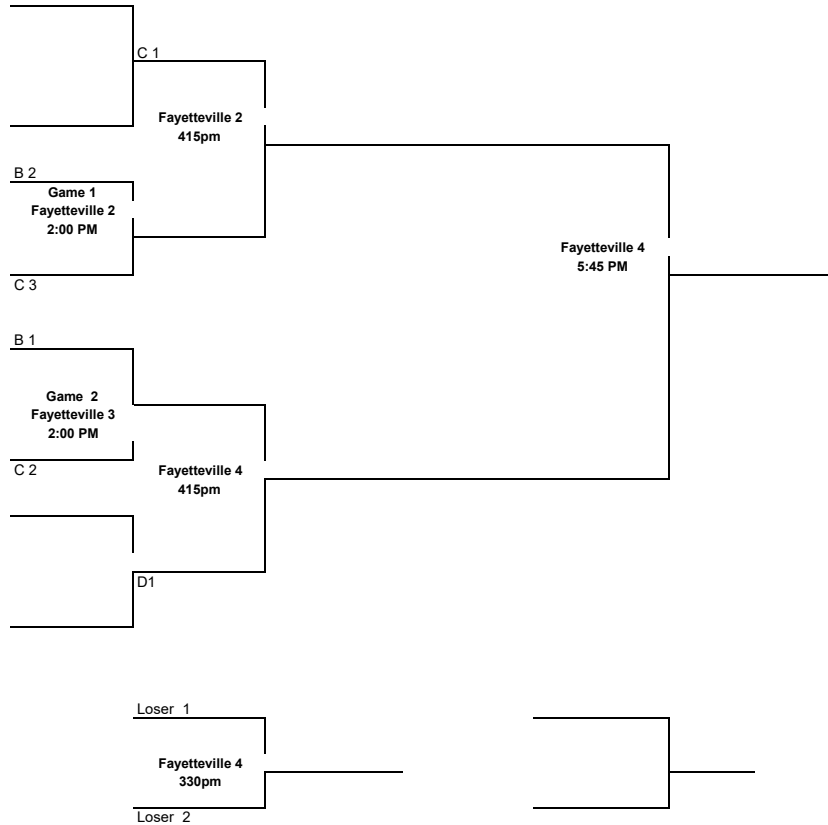 C 1
Fayetteville 2
415pm
B 2
Game 1
Fayetteville 2
2:00 PM
C 3
Fayetteville 4
5:45 PM
B 1
Game 2
Fayetteville 3
2:00 PM
C 2
Fayetteville 4
415pm
D1
Loser 1
Fayetteville 4
330pm
Loser 2